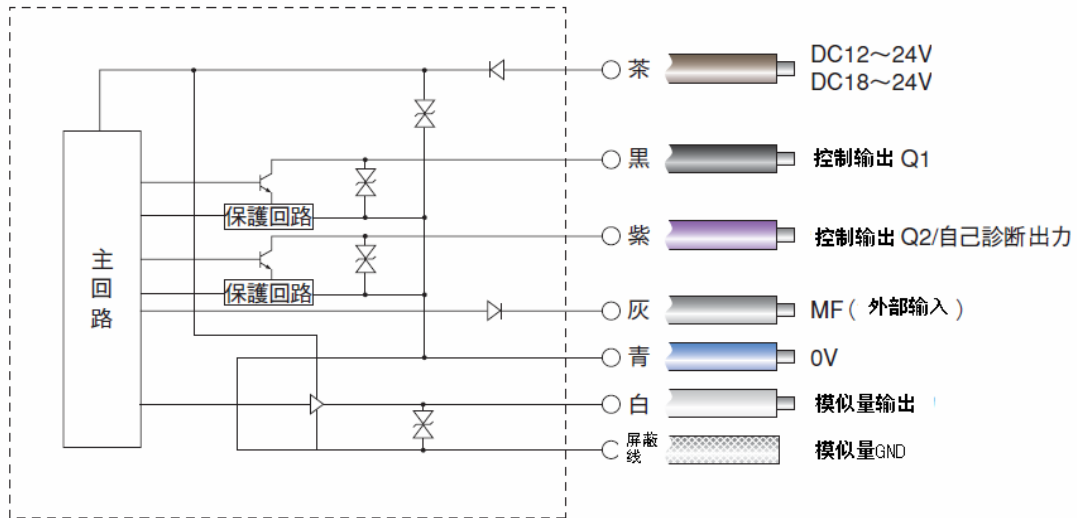 茶 DC12～24V
DC18～24V
黒 控制输出 Q1
保護回路
紫 控制输出 Q2/自己診断出力
主回路
保護回路
灰 MF( 外部输入 )
青 0V
白 模似量输出
屏蔽线 模似量GND